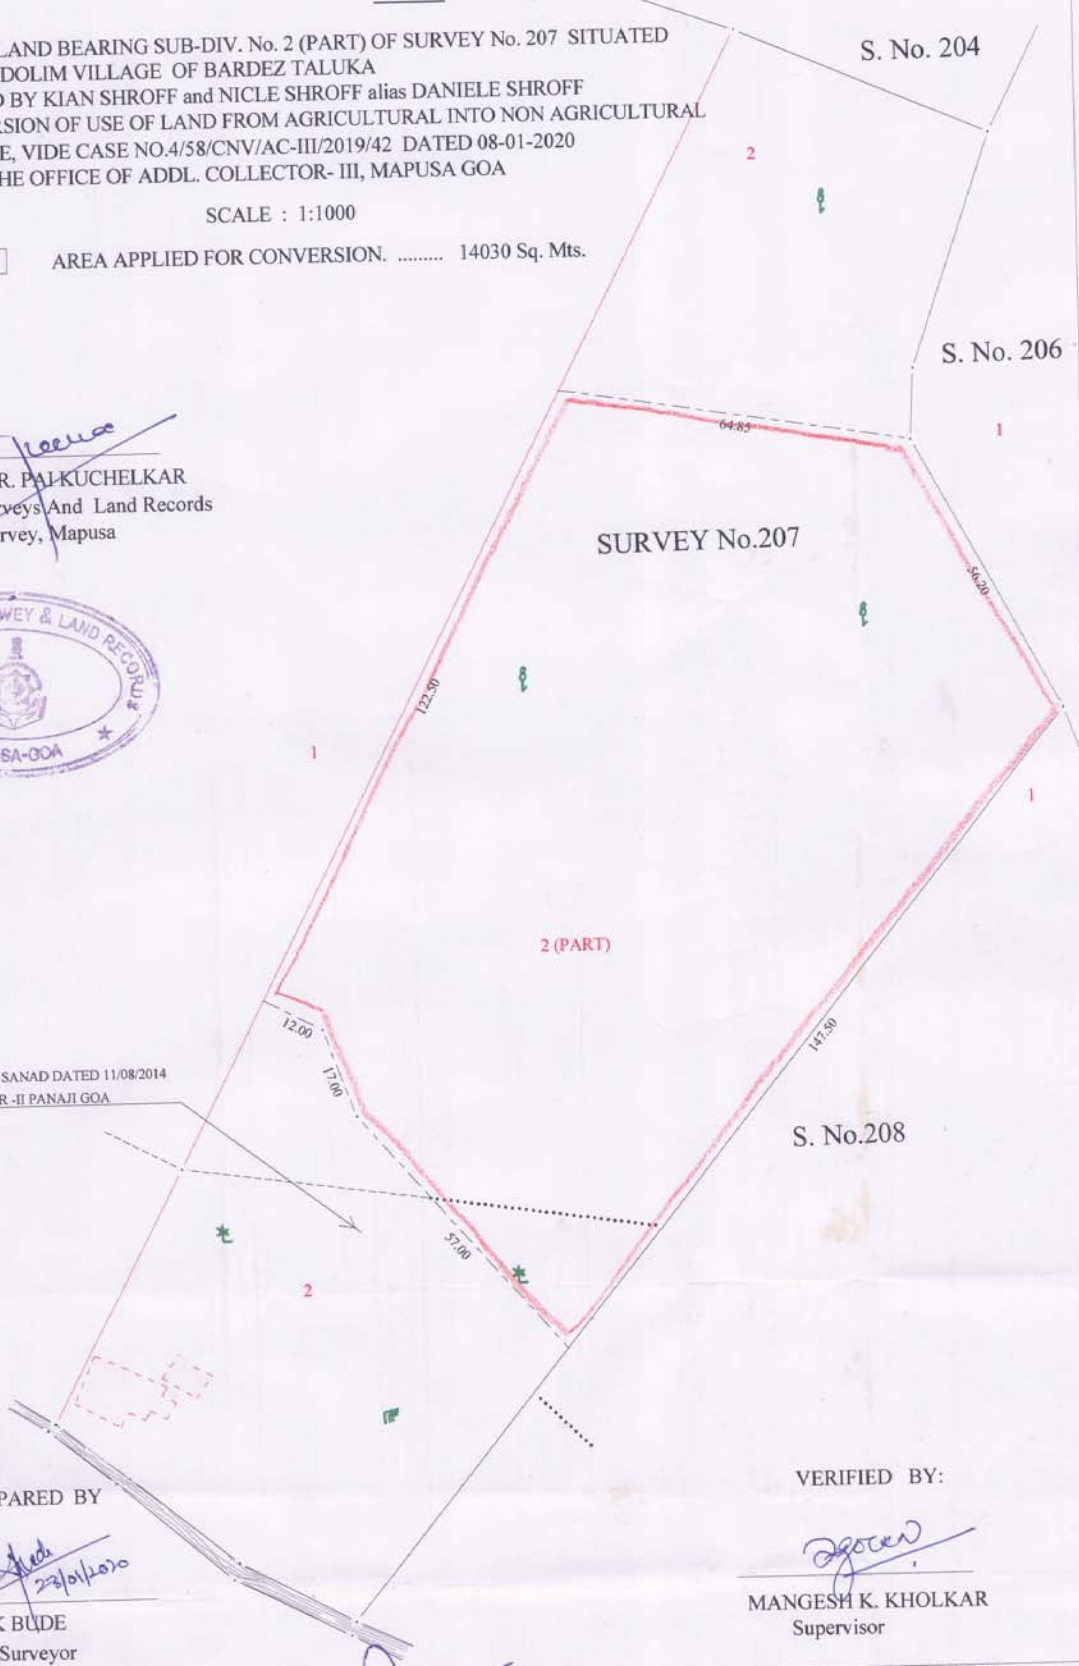 LAND BEARING SUB-DIV. No. 2 (PART) OF SURVEY No. 207 SITUATED
DOLIM VILLAGE OF BARDEZ TALUKA
BY KIAN SHROFF and NICLE SHROFF alias DANIELE SHROFF
RSION OF USE OF LAND FROM AGRICULTURAL INTO NON AGRICULTURAL
E, VIDE CASE NO.4/58/CNV/AC-III/2019/42 DATED 08-01-2020
HE OFFICE OF ADDL. COLLECTOR- III, MAPUSA GOA
SCALE : 1:1000
AREA APPLIED FOR CONVERSION. ......... 14030 Sq. Mts.
S. No. 204
2
S. No. 206
1
64.85
R. PAI KUCHELKAR
rveys And Land Records
rvey, Mapusa
SURVEY No.207
56.20
VEY & LAND RECORDS
SA-GOA
122.50
1
1
2 (PART)
12.00
147.50
17.00
SANAD DATED 11/08/2014
R -II PANAJI GOA
S. No.208
57.00
2
PARED BY
23/01/2020
K BUDE
Surveyor
VERIFIED BY:
MANGESH K. KHOLKAR
Supervisor